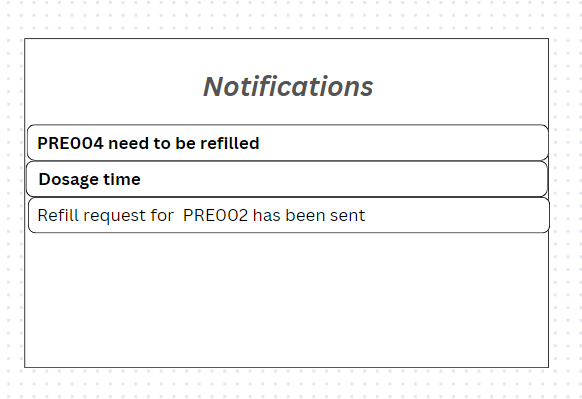 Notifications
PRE004 need to be refilled
Dosage time
Refill request for  PRE002 has been sent